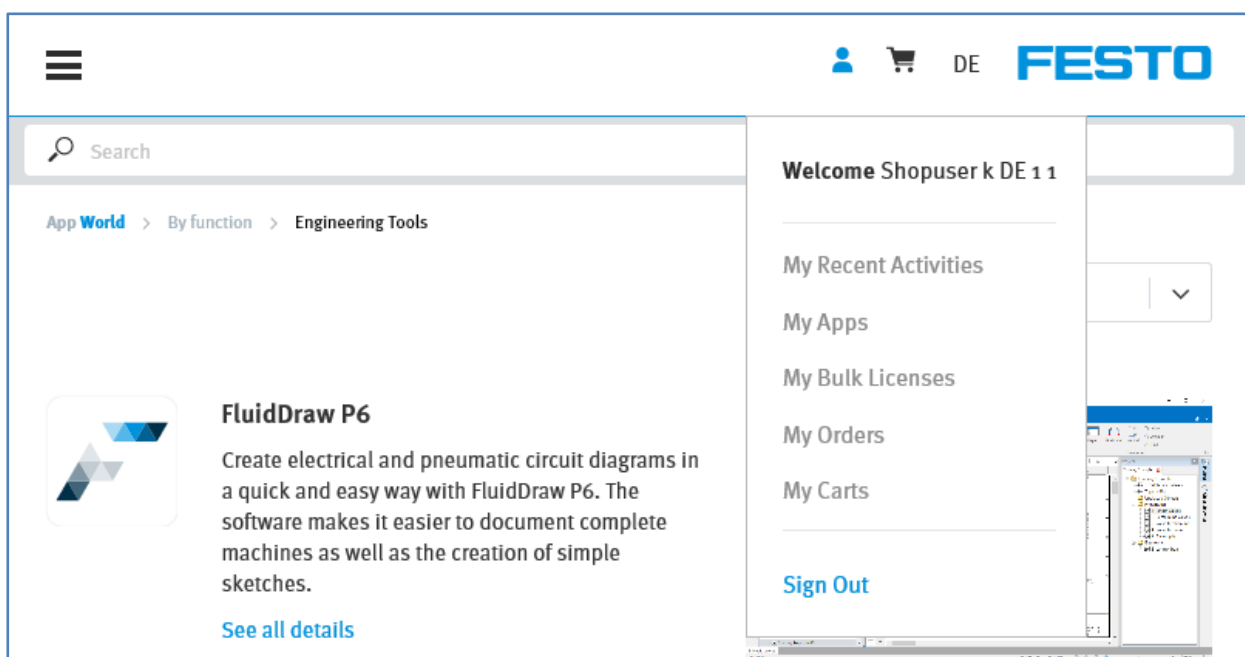 DE FESTO
Search
Welcome Shopuser k DE 1 1
App World > By function > Engineering Tools
My Recent Activities
My Apps
My Bulk Licenses
My Orders
My Carts
Sign Out
FluidDraw P6
Create electrical and pneumatic circuit diagrams in
a quick and easy way with FluidDraw P6. The
software makes it easier to document complete
machines as well as the creation of simple
sketches.
See all details